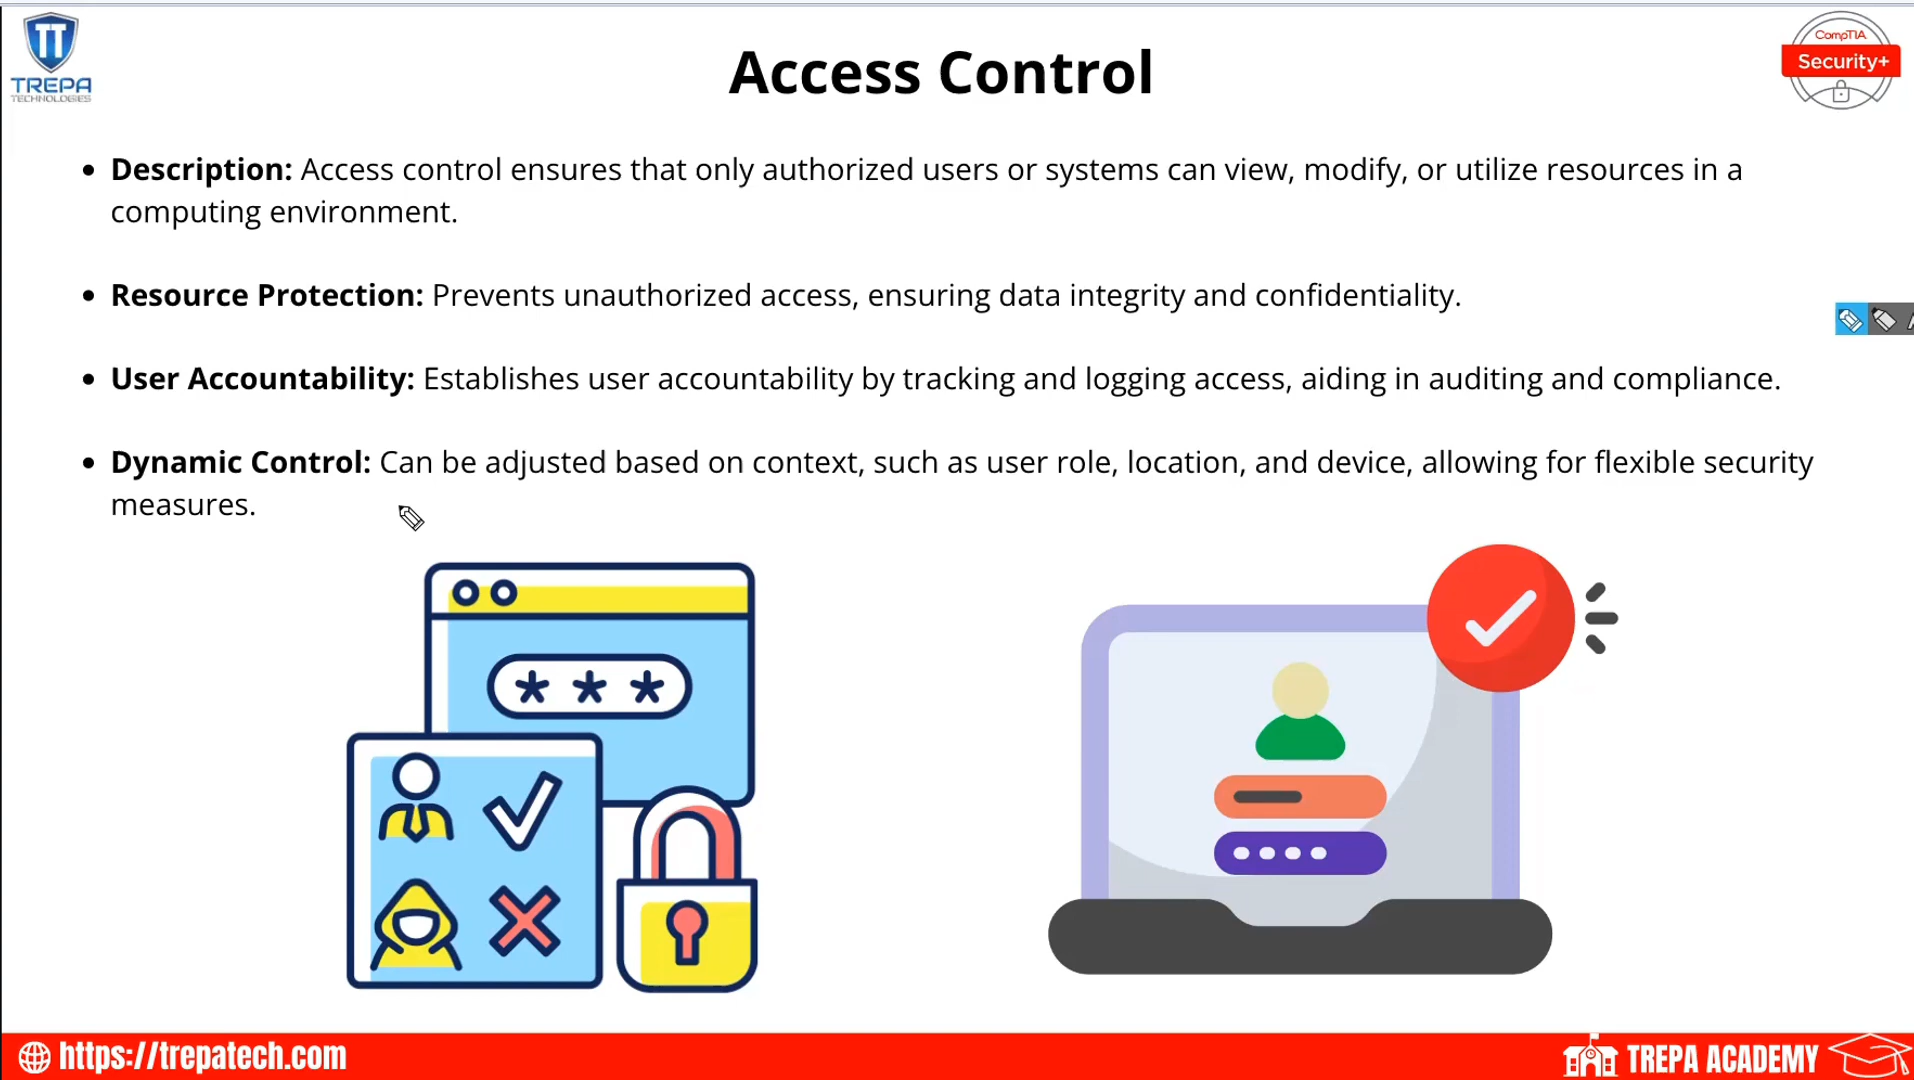 TREPA
TECHNOLOGIES
Access Control
CompTIA
Security+
• Description: Access control ensures that only authorized users or systems can view, modify, or utilize resources in a
computing environment.
• Resource Protection: Prevents unauthorized access, ensuring data integrity and confidentiality.
• User Accountability: Establishes user accountability by tracking and logging access, aiding in auditing and compliance.
• Dynamic Control: Can be adjusted based on context, such as user role, location, and device, allowing for flexible security
measures.
* * *
https://trepatech.com
TREPA ACADEMY